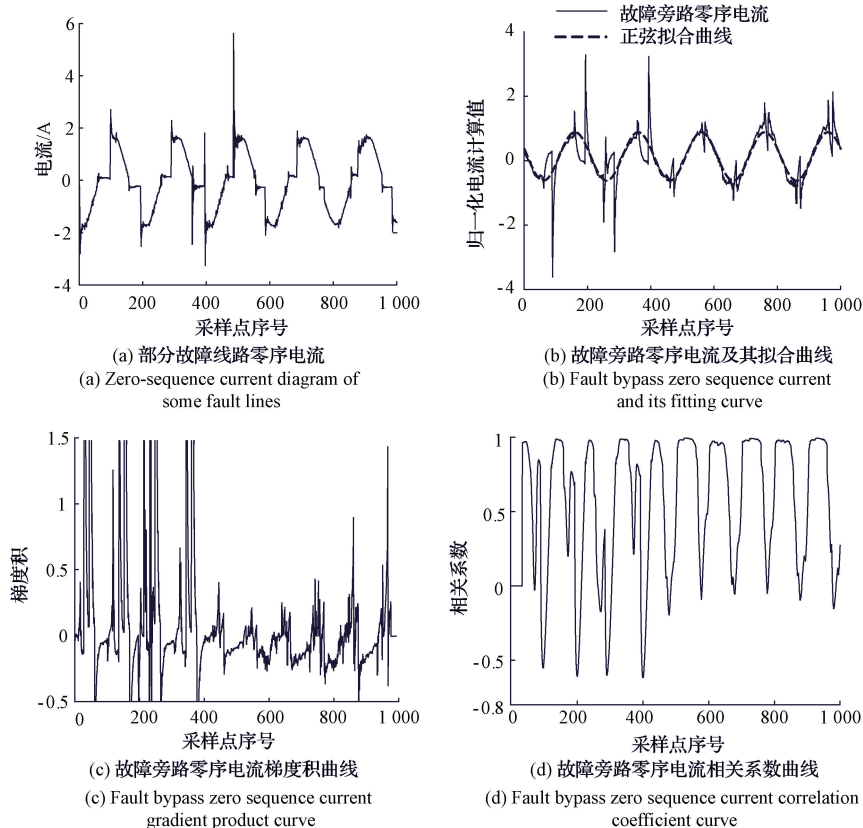 6
4
2
0
-2
-4
电流/A
0
200
400
600
800
1 000
采样点序号
(a) 部分故障线路零序电流
(a) Zero-sequence current diagram of
some fault lines
故障旁路零序电流
正弦拟合曲线
4
2
0
-2
-4
归一化电流计算值
0
200
400
600
800
1 000
采样点序号
(b) 故障旁路零序电流及其拟合曲线
(b) Fault bypass zero sequence current
and its fitting curve
1.5
1
0.5
0
-0.5
梯度积
0
200
400
600
800
1 000
采样点序号
(c) 故障旁路零序电流梯度积曲线
(c) Fault bypass zero sequence current
gradient product curve
1
0.5
0
-0.5
-0.8
相关系数
0
200
400
600
800
1 000
采样点序号
(d) 故障旁路零序电流相关系数曲线
(d) Fault bypass zero sequence current correlation
coefficient curve